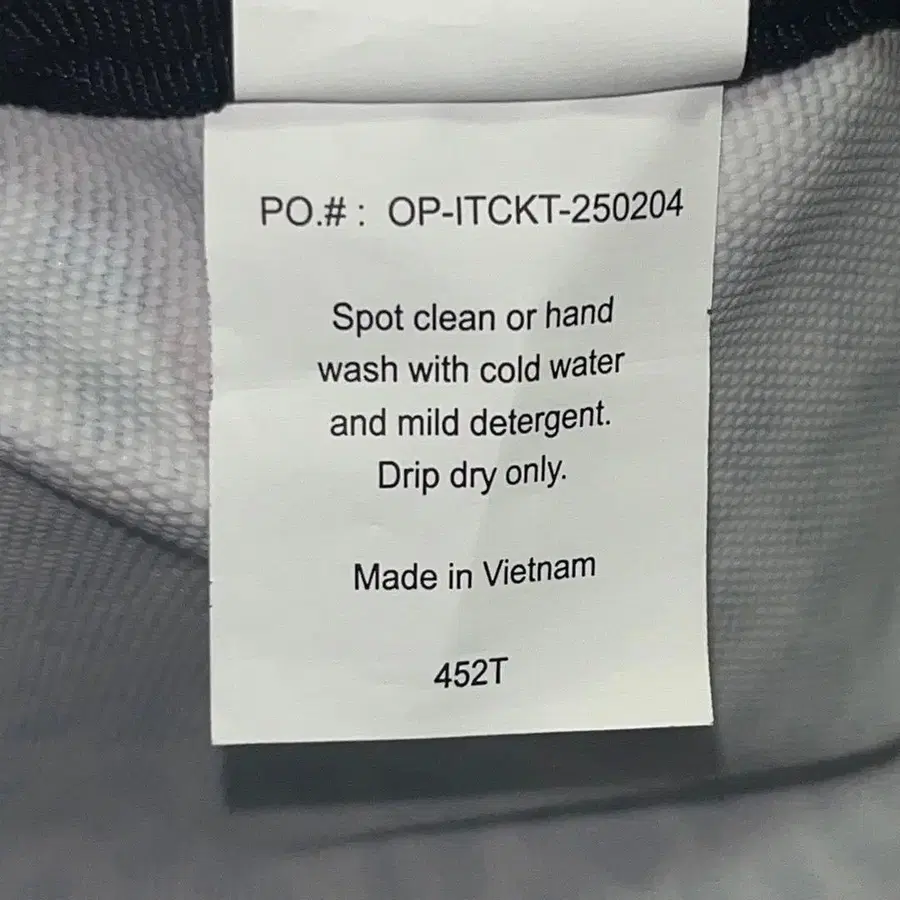 PO.# : OP-ITCKT-250204
Spot clean or hand
wash with cold water
and mild detergent.
Drip dry only.
Made in Vietnam
452T